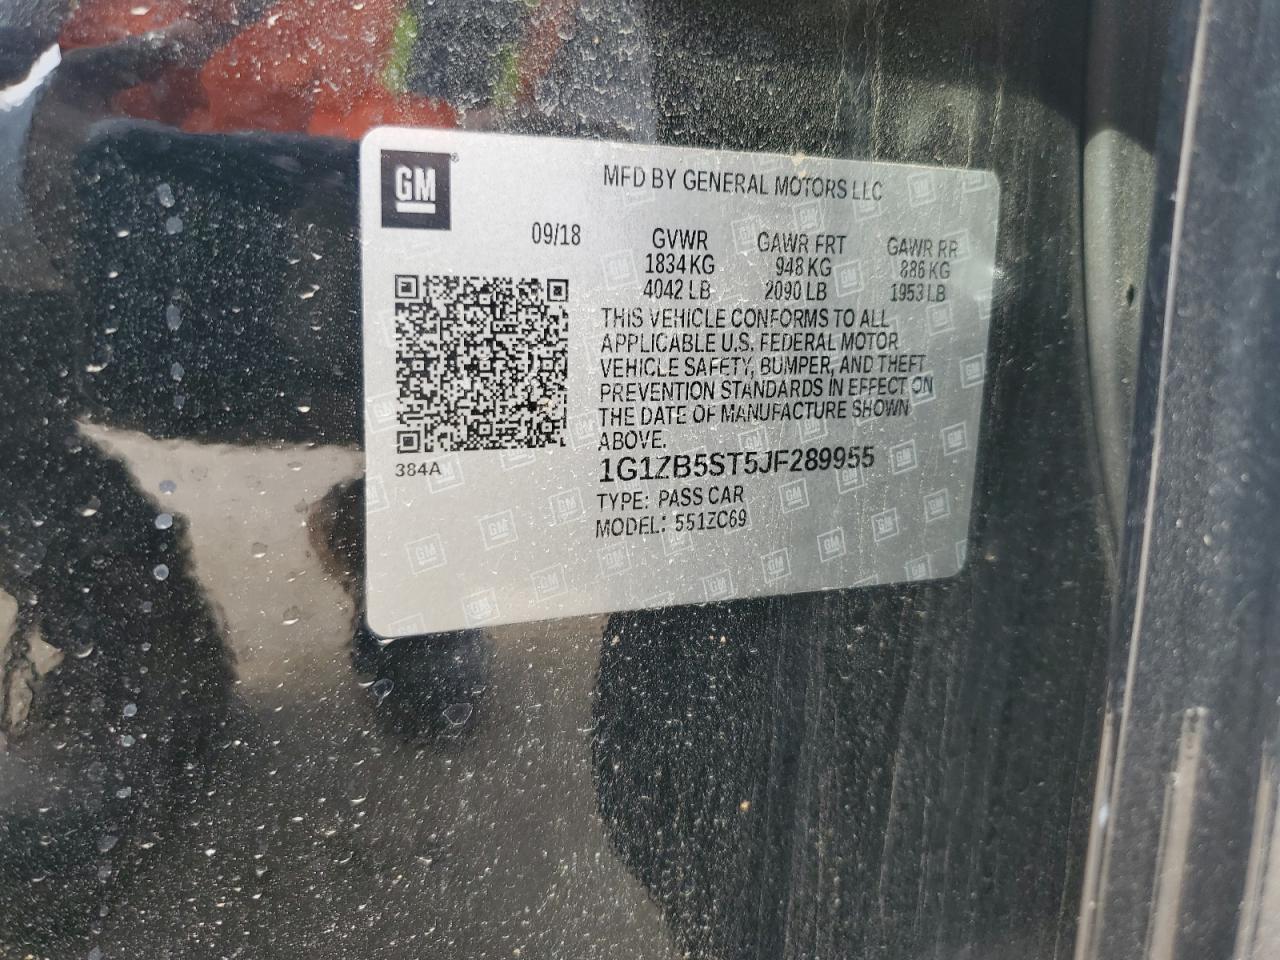 GM
MFD BY GENERAL MOTORS LLC
09/18
GVWR GAWR FRT GAWR RR
1834 KG 948 KG 886 KG
4042 LB 2090 LB 1953 LB
THIS VEHICLE CONFORMS TO ALL
APPLICABLE U.S. FEDERAL MOTOR
VEHICLE SAFETY, BUMPER, AND THEFT
PREVENTION STANDARDS IN EFFECT ON
THE DATE OF MANUFACTURE SHOWN
ABOVE.
384A
1G1ZB5ST5JF289955
TYPE: PASS CAR
MODEL: 551ZC69